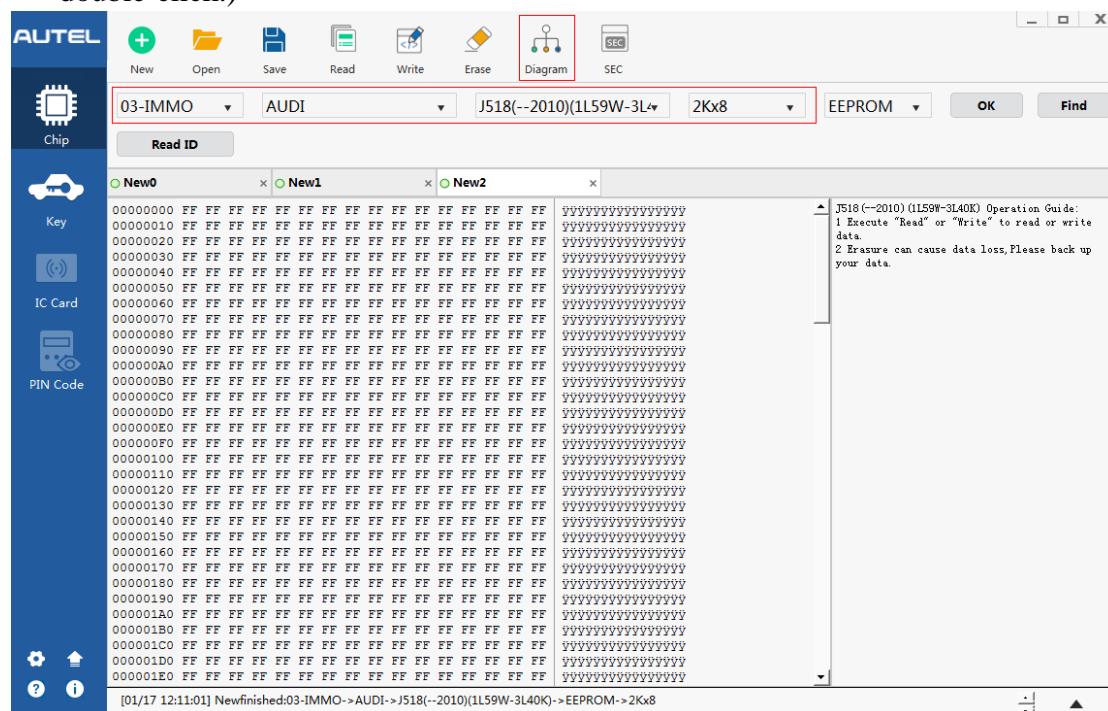 double-click.)
AUTEL
New Open Save Read Write Erase Diagram SEC
SEC
03-IMMO AUDI J518(--2010)(1L59W-3L4 2Kx8 EEPROM OK Find
Chip
Read ID
New0 × New1 × New2 ×
Key
IC Card
PIN Code
00000000 FF FF FF FF FF FF FF FF FF FF FF FF FF FF FF FF ÿÿÿÿÿÿÿÿÿÿÿÿÿÿÿÿ
00000010 FF FF FF FF FF FF FF FF FF FF FF FF FF FF FF FF ÿÿÿÿÿÿÿÿÿÿÿÿÿÿÿÿ
00000020 FF FF FF FF FF FF FF FF FF FF FF FF FF FF FF FF ÿÿÿÿÿÿÿÿÿÿÿÿÿÿÿÿ
00000030 FF FF FF FF FF FF FF FF FF FF FF FF FF FF FF FF ÿÿÿÿÿÿÿÿÿÿÿÿÿÿÿÿ
00000040 FF FF FF FF FF FF FF FF FF FF FF FF FF FF FF FF ÿÿÿÿÿÿÿÿÿÿÿÿÿÿÿÿ
00000050 FF FF FF FF FF FF FF FF FF FF FF FF FF FF FF FF ÿÿÿÿÿÿÿÿÿÿÿÿÿÿÿÿ
00000060 FF FF FF FF FF FF FF FF FF FF FF FF FF FF FF FF ÿÿÿÿÿÿÿÿÿÿÿÿÿÿÿÿ
00000070 FF FF FF FF FF FF FF FF FF FF FF FF FF FF FF FF ÿÿÿÿÿÿÿÿÿÿÿÿÿÿÿÿ
00000080 FF FF FF FF FF FF FF FF FF FF FF FF FF FF FF FF ÿÿÿÿÿÿÿÿÿÿÿÿÿÿÿÿ
00000090 FF FF FF FF FF FF FF FF FF FF FF FF FF FF FF FF ÿÿÿÿÿÿÿÿÿÿÿÿÿÿÿÿ
000000A0 FF FF FF FF FF FF FF FF FF FF FF FF FF FF FF FF ÿÿÿÿÿÿÿÿÿÿÿÿÿÿÿÿ
000000B0 FF FF FF FF FF FF FF FF FF FF FF FF FF FF FF FF ÿÿÿÿÿÿÿÿÿÿÿÿÿÿÿÿ
000000C0 FF FF FF FF FF FF FF FF FF FF FF FF FF FF FF FF ÿÿÿÿÿÿÿÿÿÿÿÿÿÿÿÿ
000000D0 FF FF FF FF FF FF FF FF FF FF FF FF FF FF FF FF ÿÿÿÿÿÿÿÿÿÿÿÿÿÿÿÿ
000000E0 FF FF FF FF FF FF FF FF FF FF FF FF FF FF FF FF ÿÿÿÿÿÿÿÿÿÿÿÿÿÿÿÿ
000000F0 FF FF FF FF FF FF FF FF FF FF FF FF FF FF FF FF ÿÿÿÿÿÿÿÿÿÿÿÿÿÿÿÿ
00000100 FF FF FF FF FF FF FF FF FF FF FF FF FF FF FF FF ÿÿÿÿÿÿÿÿÿÿÿÿÿÿÿÿ
00000110 FF FF FF FF FF FF FF FF FF FF FF FF FF FF FF FF ÿÿÿÿÿÿÿÿÿÿÿÿÿÿÿÿ
00000120 FF FF FF FF FF FF FF FF FF FF FF FF FF FF FF FF ÿÿÿÿÿÿÿÿÿÿÿÿÿÿÿÿ
00000130 FF FF FF FF FF FF FF FF FF FF FF FF FF FF FF FF ÿÿÿÿÿÿÿÿÿÿÿÿÿÿÿÿ
00000140 FF FF FF FF FF FF FF FF FF FF FF FF FF FF FF FF ÿÿÿÿÿÿÿÿÿÿÿÿÿÿÿÿ
00000150 FF FF FF FF FF FF FF FF FF FF FF FF FF FF FF FF ÿÿÿÿÿÿÿÿÿÿÿÿÿÿÿÿ
00000160 FF FF FF FF FF FF FF FF FF FF FF FF FF FF FF FF ÿÿÿÿÿÿÿÿÿÿÿÿÿÿÿÿ
00000170 FF FF FF FF FF FF FF FF FF FF FF FF FF FF FF FF ÿÿÿÿÿÿÿÿÿÿÿÿÿÿÿÿ
00000180 FF FF FF FF FF FF FF FF FF FF FF FF FF FF FF FF ÿÿÿÿÿÿÿÿÿÿÿÿÿÿÿÿ
00000190 FF FF FF FF FF FF FF FF FF FF FF FF FF FF FF FF ÿÿÿÿÿÿÿÿÿÿÿÿÿÿÿÿ
000001A0 FF FF FF FF FF FF FF FF FF FF FF FF FF FF FF FF ÿÿÿÿÿÿÿÿÿÿÿÿÿÿÿÿ
000001B0 FF FF FF FF FF FF FF FF FF FF FF FF FF FF FF FF ÿÿÿÿÿÿÿÿÿÿÿÿÿÿÿÿ
000001C0 FF FF FF FF FF FF FF FF FF FF FF FF FF FF FF FF ÿÿÿÿÿÿÿÿÿÿÿÿÿÿÿÿ
000001D0 FF FF FF FF FF FF FF FF FF FF FF FF FF FF FF FF ÿÿÿÿÿÿÿÿÿÿÿÿÿÿÿÿ
000001E0 FF FF FF FF FF FF FF FF FF FF FF FF FF FF FF FF ÿÿÿÿÿÿÿÿÿÿÿÿÿÿÿÿ
J518(--2010)(1L59W-3L40K) Operation Guide:
1 Execute "Read" or "Write" to read or write
data.
2 Erasure can cause data loss,Please back up
your data.
[01/17 12:11:01] Newfinished:03-IMMO->AUDI->J518(--2010)(1L59W-3L40K)->EEPROM->2Kx8